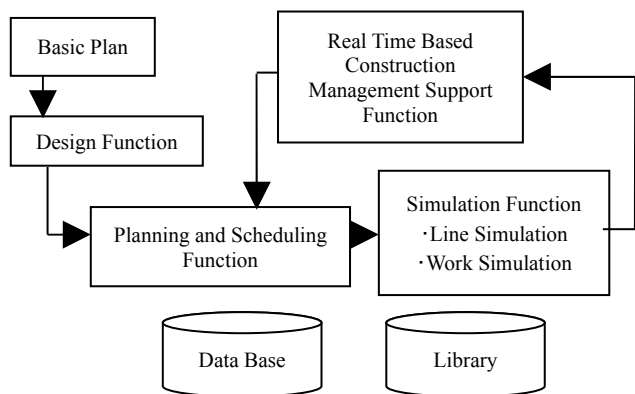 Basic Plan
Design Function
Real Time Based
Construction
Management Support
Function
Planning and Scheduling
Function
Simulation Function
・Line Simulation
・Work Simulation
Data Base
Library